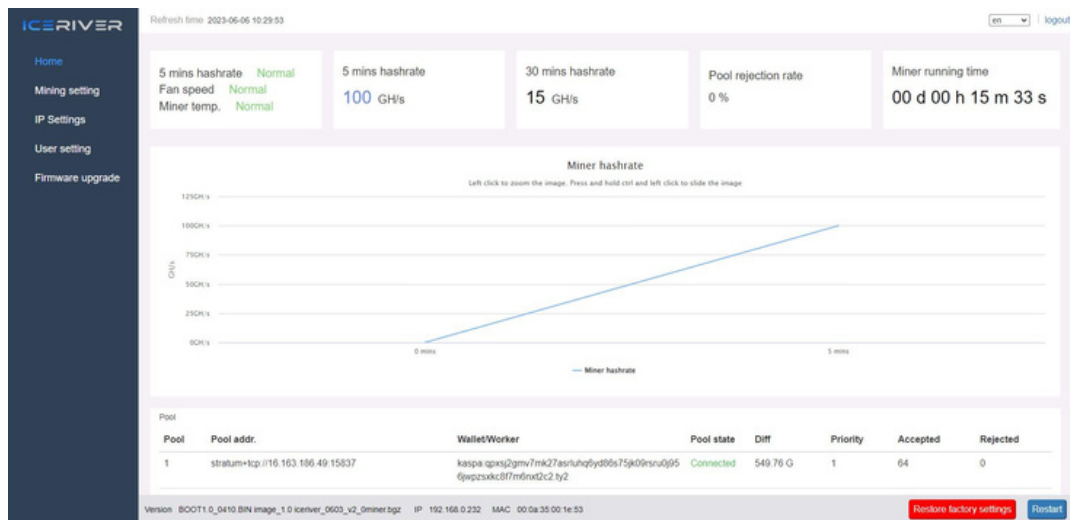 ICERIVER
Refresh time 2023-06-06 10:29:53
en
logout
Home
Mining setting
IP Settings
User setting
Firmware upgrade
5 mins hashrate Normal
Fan speed Normal
Miner temp. Normal
5 mins hashrate
100 GH/s
30 mins hashrate
15 GH/s
Pool rejection rate
0 %
Miner running time
00 d 00 h 15 m 33 s
Miner hashrate
Left click to zoom the image. Press and hold ctrl and left click to slide the image
125GH/s
100GH/s
75GH/s
50GH/s
25GH/s
0GH/s
GH/s
0 mins
5 mins
Miner hashrate
Pool
Pool Pool addr. Wallet/Worker Pool state Diff Priority Accepted Rejected
1 stratum+tcp://16.163.186.49:15837 kaspa:qpxsj2gmv7mk27asrluhq6yd86s75jk09rsru0j95 Connected 549.76 G 1 64 0
6jwpzsxkc8f7m6nxt2c2.ty2
Version BOOT1.0_0410.BIN image_1.0 iceriver_0603_v2_0miner.bgz IP 192.168.0.232 MAC 00:0a:35:00:1e:53
Restore factory settings
Restart